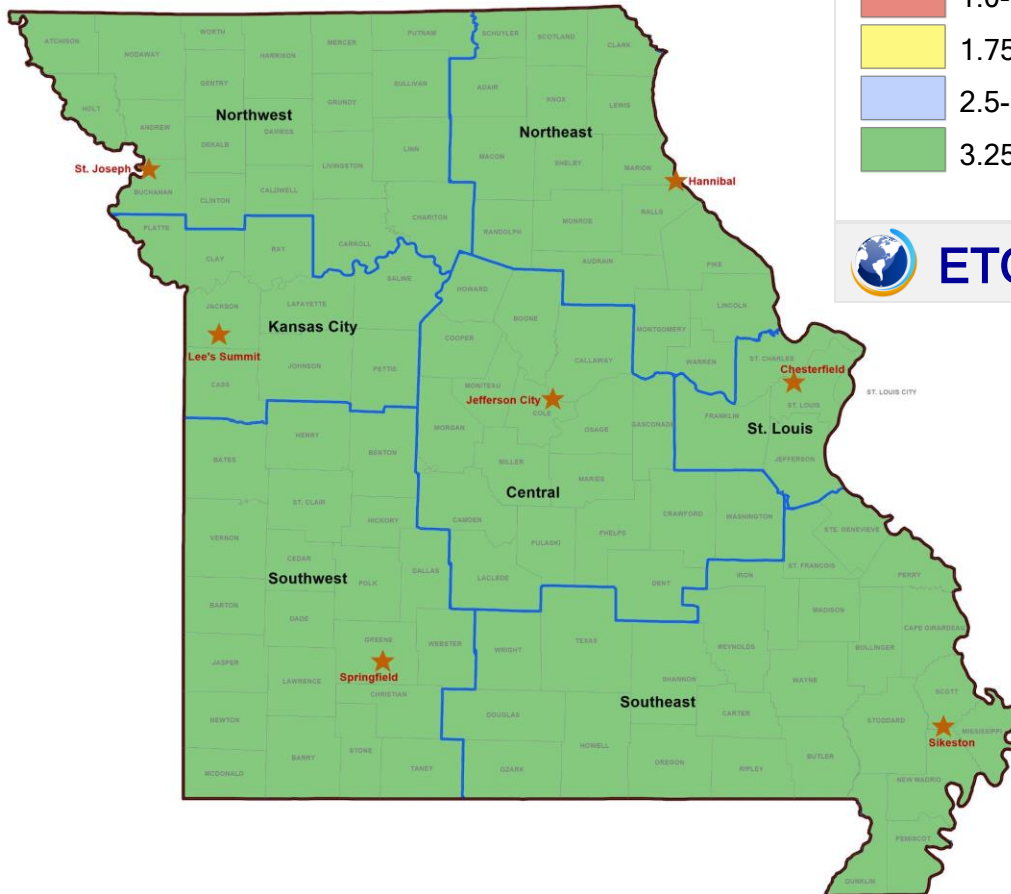 1.0-
1.75
2.5-
3.25
ETC
ATCHISON
NODAWAY
WORTH
HARRISON
MERCER
PUTNAM
SCHUYLER
SCOTLAND
CLARK
HOLT
GENTRY
SULLIVAN
ADAIR
KNOX
LEWIS
ANDREW
Northwest
GRUNDY
Northeast
DEKALB
DAVIESS
LINN
MACON
SHELBY
MARION
St. Joseph
LIVINGSTON
Hannibal
BUCHANAN
CLINTON
CALDWELL
CHARITON
RALLS
PLATTE
RANDOLPH
MONROE
CLAY
RAY
CARROLL
AUDRAIN
PIKE
SALINE
HOWARD
JACKSON
LAFAYETTE
BOONE
LINCOLN
Kansas City
MONTGOMERY
COOPER
Lee's Summit
JOHNSON
PETTIS
CALLAWAY
WARREN
ST. CHARLES
CASS
MONITEAU
Chesterfield
ST. LOUIS CITY
Jefferson City
COLE
ST. LOUIS
MORGAN
OSAGE
GASCONADE
FRANKLIN
St. Louis
HENRY
BENTON
MILLER
JEFFERSON
BATES
MARIES
Central
ST. CLAIR
HICKORY
CAMDEN
CRAWFORD
WASHINGTON
STE. GENEVIEVE
VERNON
PULASKI
PHELPS
CEDAR
DALLAS
ST. FRANCOIS
Southwest
POLK
LACLEDE
DENT
IRON
PERRY
BARTON
DADE
MADISON
CAPE GIRARDEAU
GREENE
WEBSTER
WRIGHT
TEXAS
REYNOLDS
BOLLINGER
JASPER
Springfield
LAWRENCE
SHANNON
WAYNE
CHRISTIAN
SCOTT
Southeast
NEWTON
DOUGLAS
CARTER
STODDARD
MISSISSIPPI
STONE
HOWELL
Sikeston
BARRY
OREGON
BUTLER
MCDONALD
TANEY
OZARK
RIPLEY
NEW MADRID
PEMISCOT
DUNKLIN